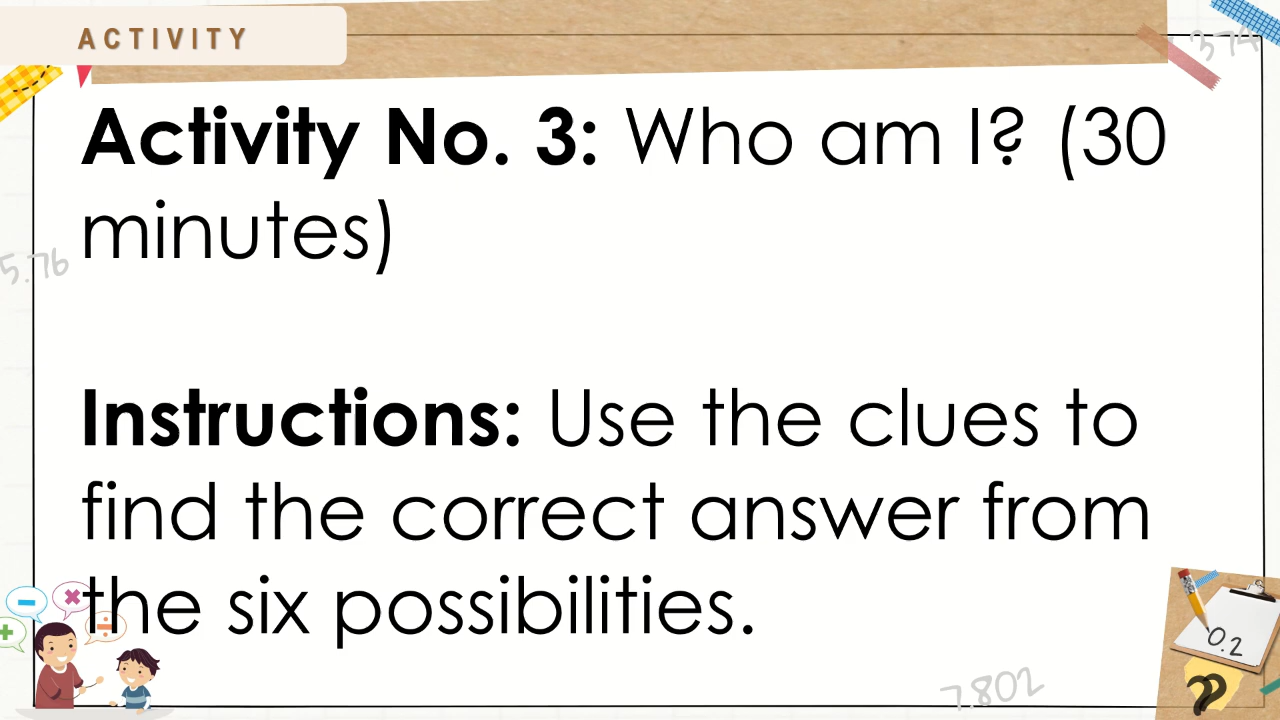 ACTIVITY
374
Activity No. 3: Who am I? (30
minutes)
5.76
Instructions: Use the clues to
find the correct answer from
the six possibilities.
0.2
7.802